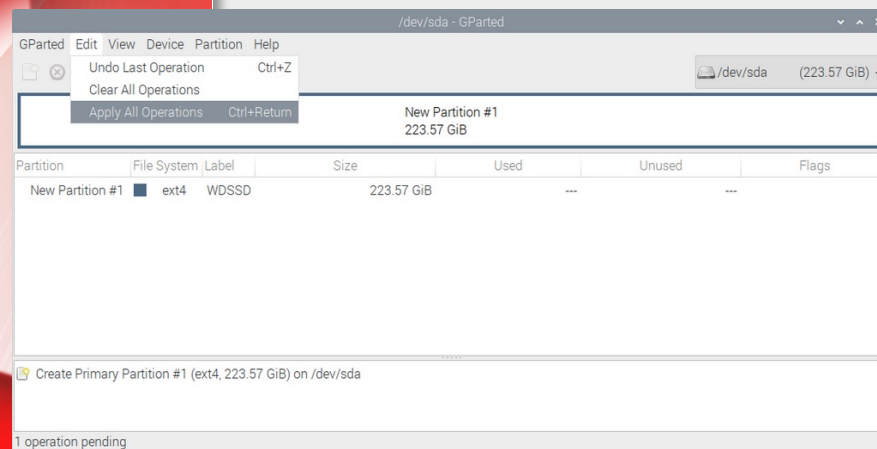 /dev/sda - GParted
GParted Edit View Device Partition Help
Undo Last Operation Ctrl+Z
/dev/sda (223.57 GiB)
Clear All Operations
Apply All Operations Ctrl+Return
New Partition #1
223.57 GiB
Partition File System Label Size Used Unused Flags
New Partition #1 ext4 WDSSD 223.57 GiB --- ---
Create Primary Partition #1 (ext4, 223.57 GiB) on /dev/sda
1 operation pending